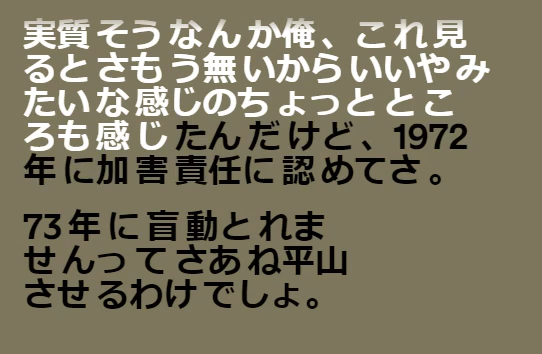 実質そうなんか俺、これ見
るとさもう無いからいいやみ
たいな感じのちょっととこ
ろも感じたんだけど、1972
年に加害責任に認めてさ。
73年に盲動とれま
せんってさあね平山
させるわけでしょ。